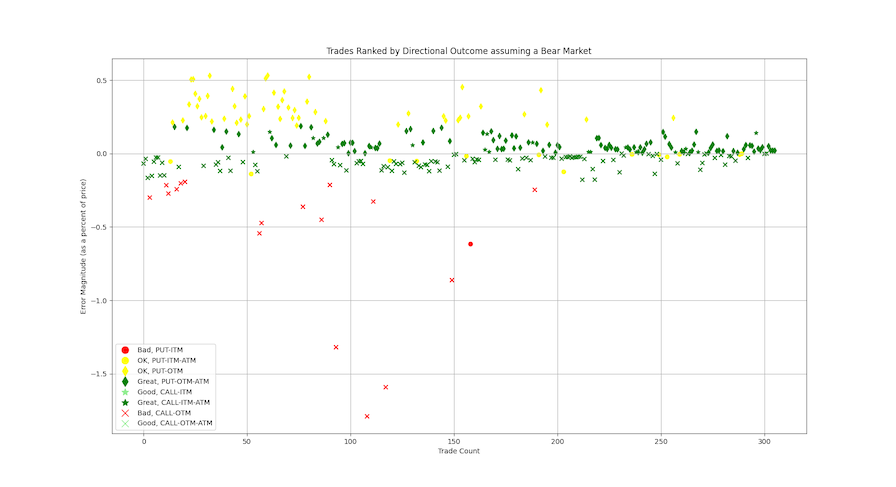 Trades Ranked by Directional Outcome assuming a Bear Market
Error Magnitude (as a percent of price)
0.5
0.0
−0.5
−1.0
−1.5
Bad, PUT-ITM
OK, PUT-ITM-ATM
OK, PUT-OTM
Great, PUT-OTM-ATM
Good, CALL-ITM
Great, CALL-ITM-ATM
Bad, CALL-OTM
Good, CALL-OTM-ATM
0 50 100 150 200 250 300
Trade Count